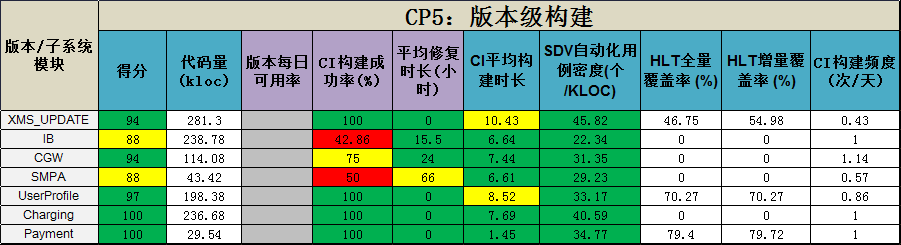 CP5：版本级构建
版本/子系统模块 得分 代码量(kloc) 版本每日可用率 CI构建成功率(%) 平均修复时长(小时) CI平均构建时长 SDV自动化用例密度(个/KLOC) HLT全量覆盖率(%) HLT增量覆盖率(%) CI构建频度(次/天)
XMS_UPDATE 94 281.3 100 0 10.43 45.82 46.75 54.98 0.43
IB 88 238.78 42.86 15.5 6.64 22.34 0 0 1
CGW 94 114.08 75 24 7.44 31.35 0 0 1.14
SMPA 88 43.42 50 66 6.61 29.23 0 0 0.57
UserProfile 97 198.38 100 0 8.52 33.17 70.27 70.27 0.86
Charging 100 236.68 100 0 7.69 40.59 0 0 1
Payment 100 29.54 100 0 1.45 34.77 79.4 79.72 1